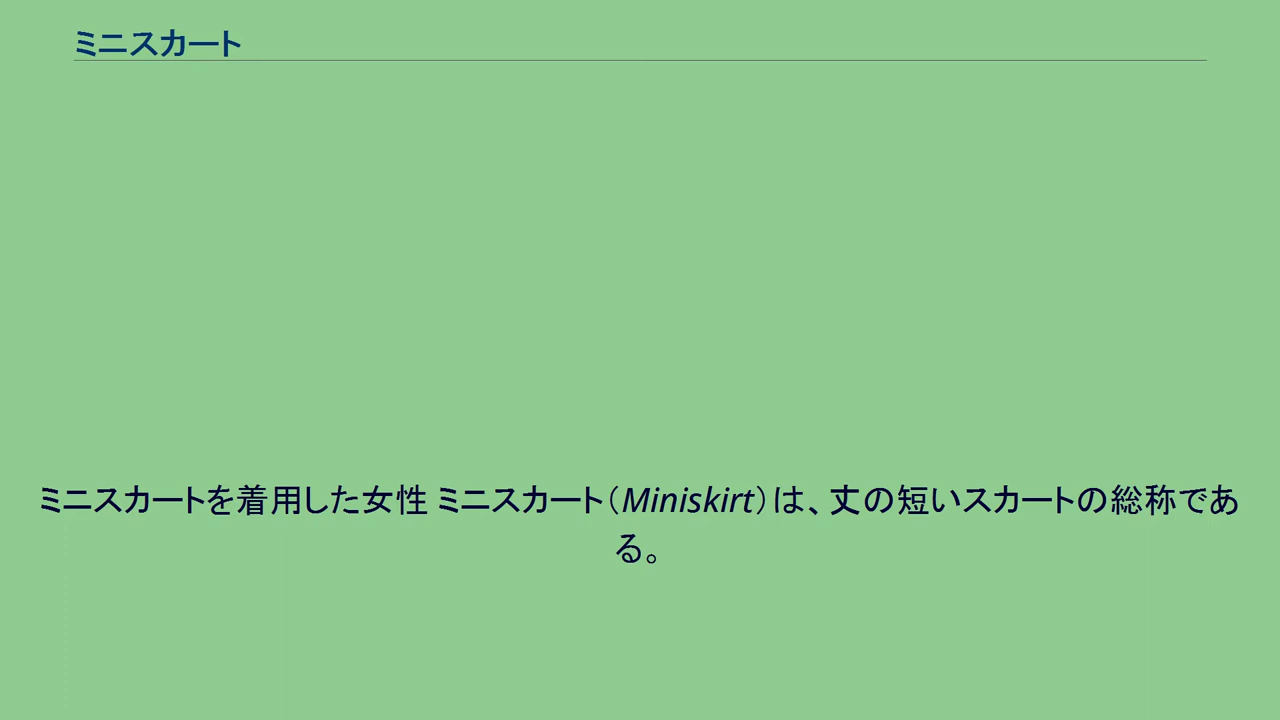 ミニスカート
ミニスカートを着用した女性 ミニスカート（Miniskirt）は、丈の短いスカートの総称であ
る。